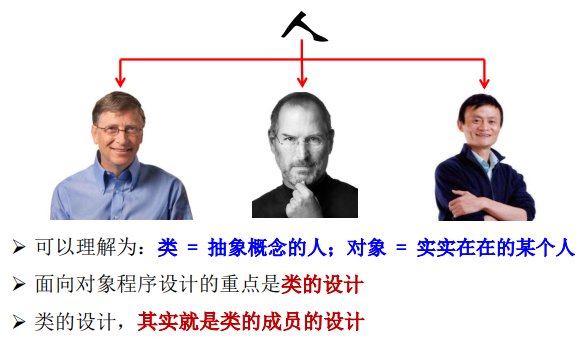 人
➢ 可以理解为：类 = 抽象概念的人；对象 = 实实在在的某个人
➢ 面向对象程序设计的重点是类的设计
➢ 类的设计，其实就是类的成员的设计